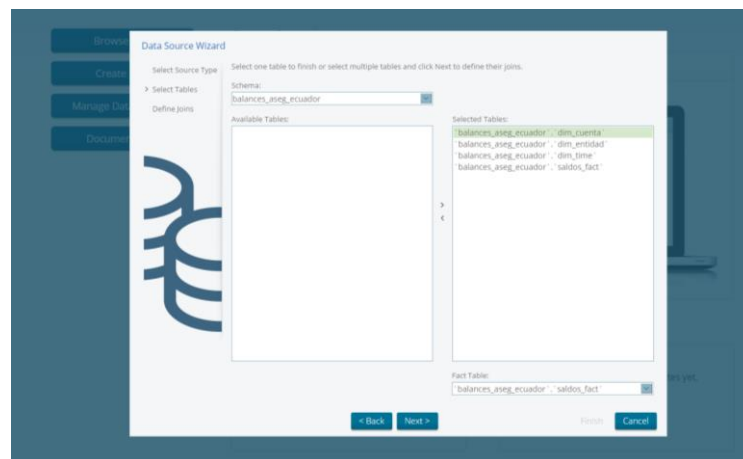 Browse
Create
Manage Dat
Documen
Data Source Wizard
Select Source Type
> Select Tables
Define Joins
Select one table to finish or select multiple tables and click Next to define their joins.
Schema:
balances_aseg_ecuador
Available Tables:
Selected Tables:
`balances_aseg_ecuador`.`dim_cuenta`
`balances_aseg_ecuador`.`dim_entidad`
`balances_aseg_ecuador`.`dim_time`
`balances_aseg_ecuador`.`saldos_fact`
>
<
Fact Table:
`balances_aseg_ecuador`.`saldos_fact`
yet.
< Back
Next >
Finish
Cancel